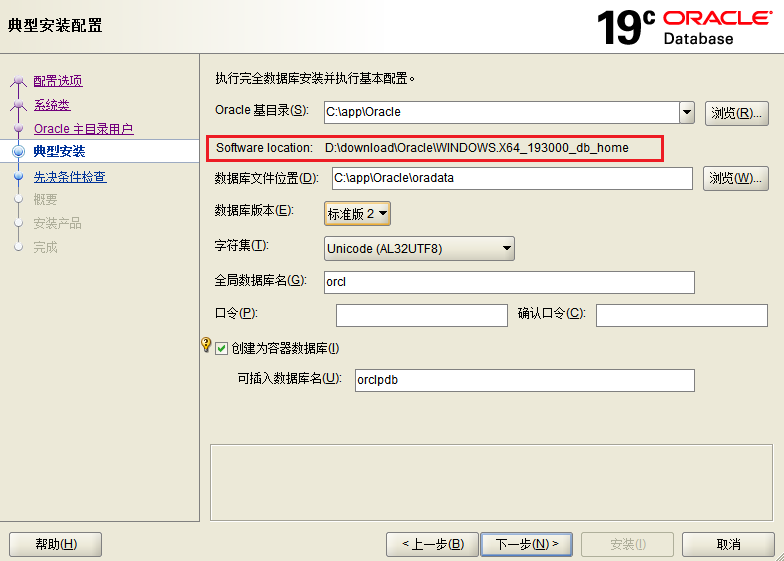 典型安装配置
19c ORACLE
Database
配置选项
系统类
Oracle 主目录用户
典型安装
先决条件检查
概要
安装产品
完成
执行完全数据库安装并执行基本配置。
Oracle 基目录(S): C:\app\Oracle 浏览(R)...
Software location: D:\download\Oracle\WINDOWS.X64_193000_db_home
数据库文件位置(D): C:\app\Oracle\oradata 浏览(W)...
数据库版本(E): 标准版 2
字符集(T): Unicode (AL32UTF8)
全局数据库名(G): orcl
口令(P): 确认口令(C):
创建为容器数据库(I)
可插入数据库名(U): orclpdb
帮助(H) < 上一步(B) 下一步(N) > 安装(I) 取消